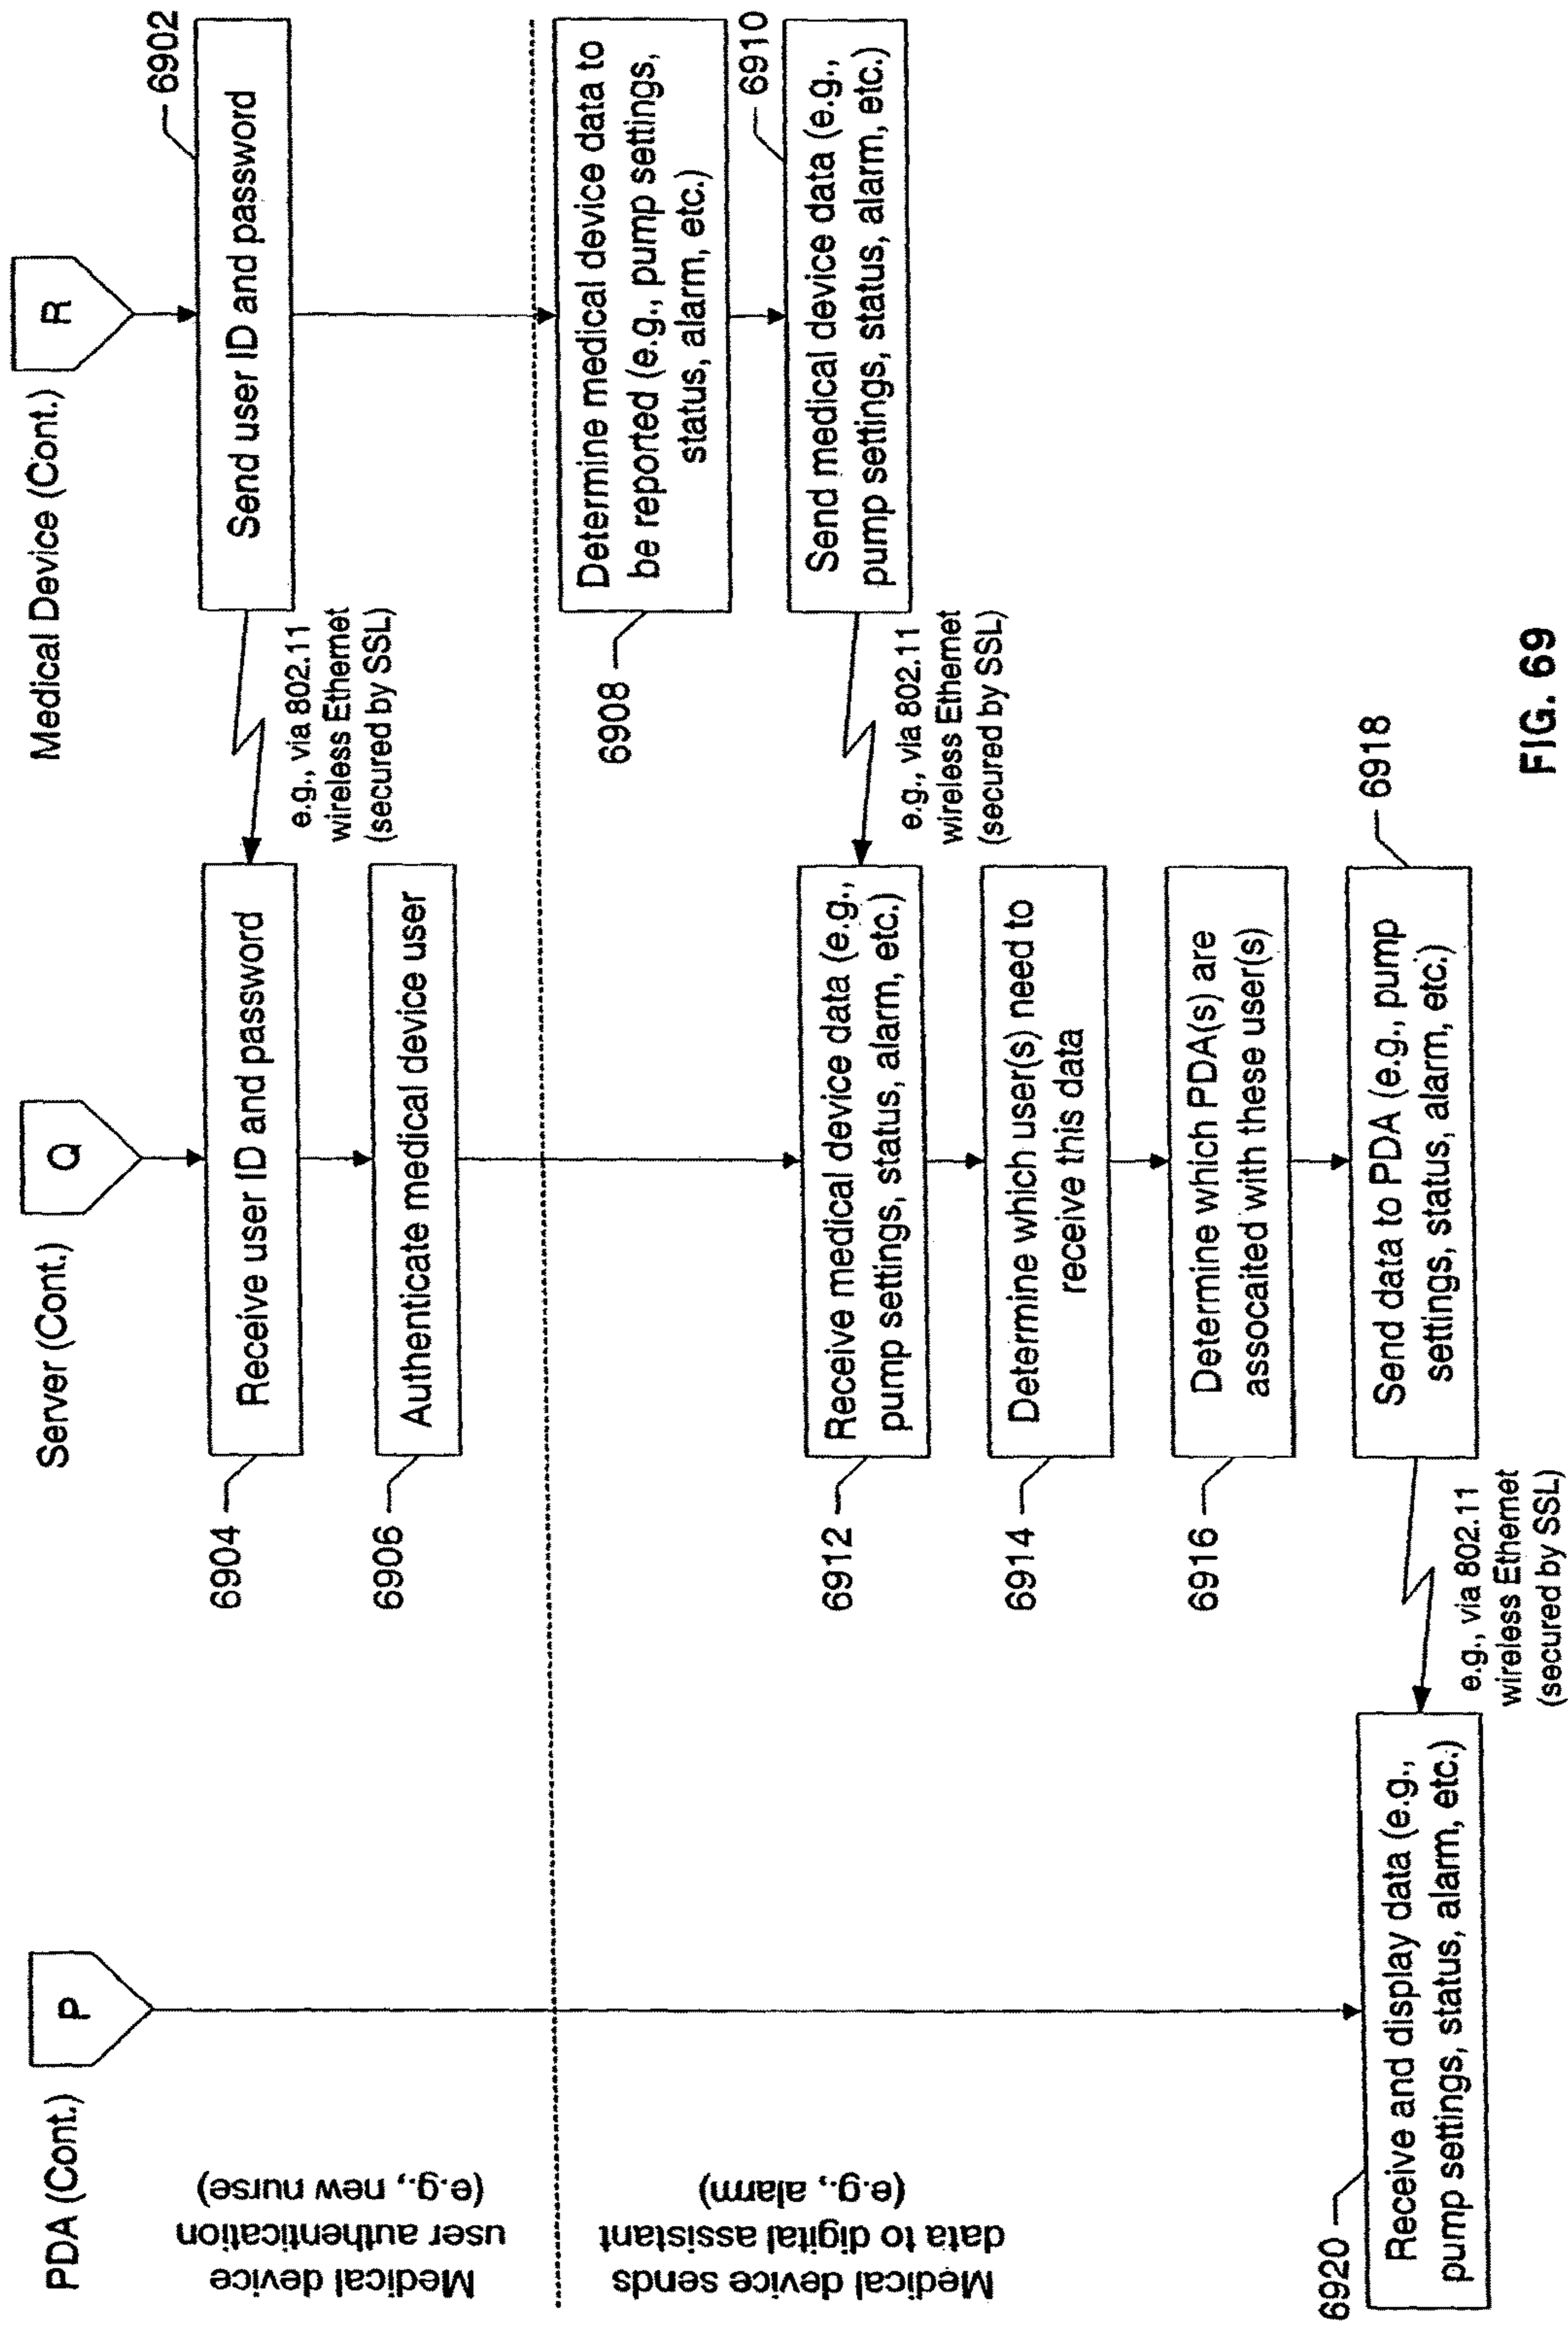 PDA (Cont.)
P
Server (Cont.)
Q
Medical Device (Cont.)
R
Medical device
user authentication
(e.g., new nurse)
6902
Send user ID and password
e.g., via 802.11
wireless Ethernet
(secured by SSL)
6904
Receive user ID and password
6906
Authenticate medical device user
Medical device sends
data to digital assistant
(e.g., alarm)
6908
Determine medical device data to
be reported (e.g., pump settings,
status, alarm, etc.)
6910
Send medical device data (e.g.,
pump settings, status, alarm, etc.)
e.g., via 802.11
wireless Ethernet
(secured by SSL)
6912
Receive medical device data (e.g.,
pump settings, status, alarm, etc.)
6914
Determine which user(s) need to
receive this data
6916
Determine which PDA(s) are
assocaited with these user(s)
6918
Send data to PDA (e.g., pump
settings, status, alarm, etc.)
e.g., via 802.11
wireless Ethernet
(secured by SSL)
6920
Receive and display data (e.g.,
pump settings, status, alarm, etc.)
FIG. 69